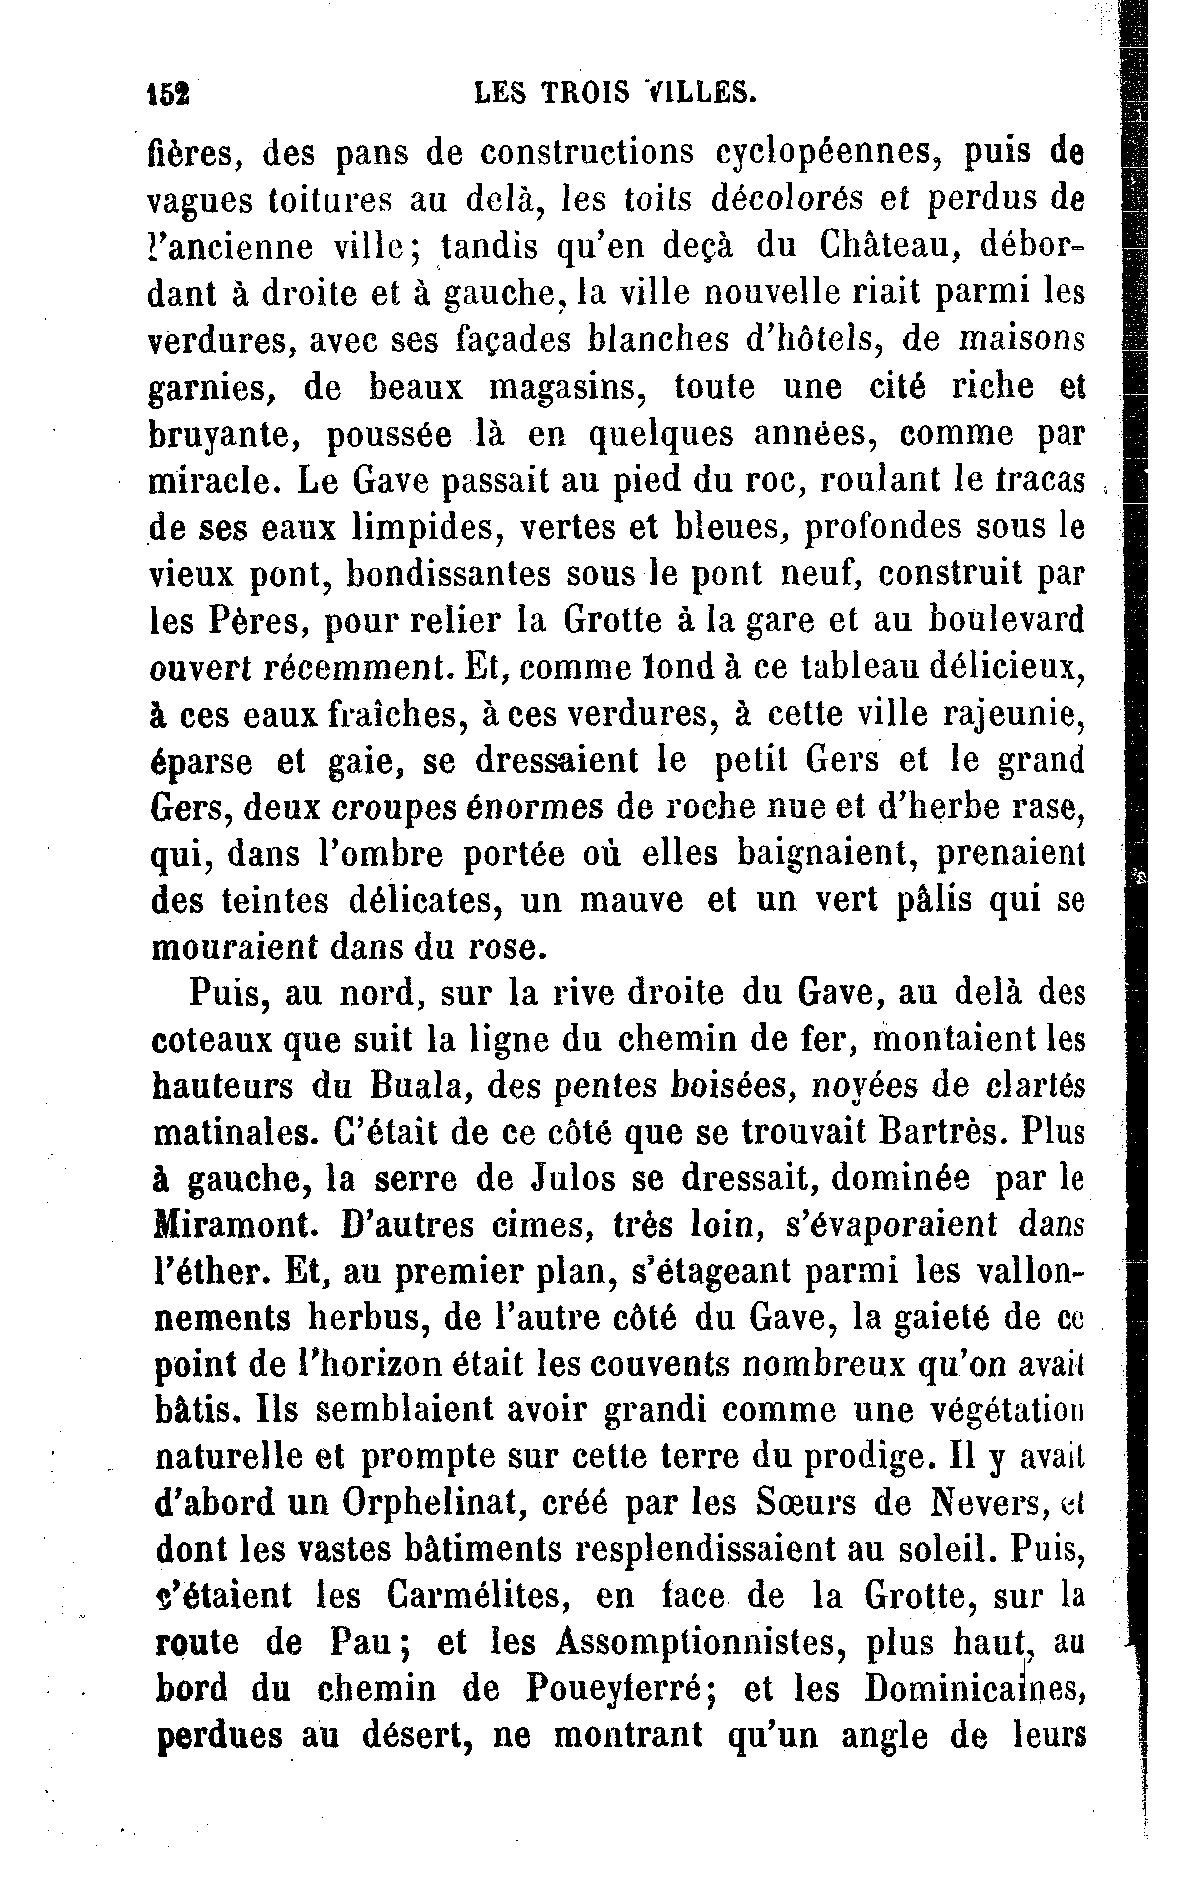 152 LES TROIS VILLES.
fières, des pans de constructions cyclopéennes, puis de
vagues toitures au delà, les toits décolorés et perdus de
l'ancienne ville; tandis qu'en deçà du Château, débor-
dant à droite et à gauche, la ville nouvelle riait parmi les
verdures, avec ses façades blanches d'hôtels, de maisons
garnies, de beaux magasins, toute une cité riche et
bruyante, poussée là en quelques années, comme par
miracle. Le Gave passait au pied du roc, roulant le tracas
de ses eaux limpides, vertes et bleues, profondes sous le
vieux pont, bondissantes sous le pont neuf, construit par
les Pères, pour relier la Grotte à la gare et au boulevard
ouvert récemment. Et, comme fond à ce tableau délicieux,
à ces eaux fraîches, à ces verdures, à cette ville rajeunie,
éparse et gaie, se dressaient le petit Gers et le grand
Gers, deux croupes énormes de roche nue et d'herbe rase,
qui, dans l'ombre portée où elles baignaient, prenaient
des teintes délicates, un mauve et un vert pâlis qui se
mouraient dans du rose.
Puis, au nord, sur la rive droite du Gave, au delà des
coteaux que suit la ligne du chemin de fer, montaient les
hauteurs du Buala, des pentes boisées, noyées de clartés
matinales. C'était de ce côté que se trouvait Bartrès. Plus
à gauche, la serre de Julos se dressait, dominée par le
Miramont. D'autres cimes, très loin, s'évaporaient dans
l'éther. Et, au premier plan, s'étageant parmi les vallon-
nements herbus, de l'autre côté du Gave, la gaieté de ce
point de l'horizon était les couvents nombreux qu'on avait
bâtis. Ils semblaient avoir grandi comme une végétation
naturelle et prompte sur cette terre du prodige. Il y avait
d'abord un Orphelinat, créé par les Sœurs de Nevers, et
dont les vastes bâtiments resplendissaient au soleil. Puis,
c'étaient les Carmélites, en face de la Grotte, sur la
route de Pau; et les Assomptionnistes, plus haut, au
bord du chemin de Poueyferré; et les Dominicaines,
perdues au désert, ne montrant qu'un angle de leurs